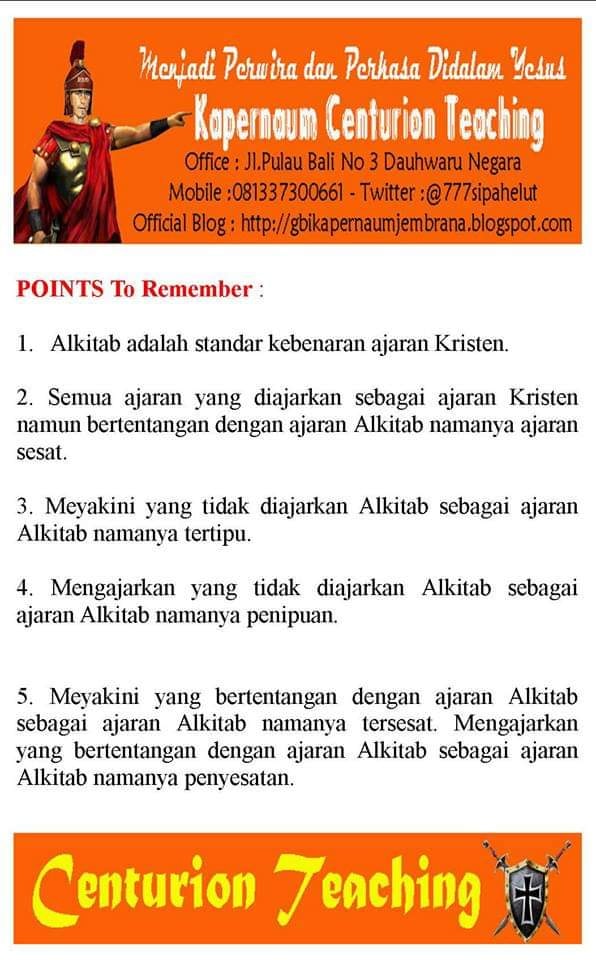 Menjadi Perwira dan Perkasa Didalam Yesus
Kapernaum Centurion Teaching
Office : Jl.Pulau Bali No 3 Dauhwaru Negara
Mobile :081337300661 - Twitter :@777sipahelut
Official Blog : http://gbikapernaumjembrana.blogspot.com
POINTS To Remember :
1. Alkitab adalah standar kebenaran ajaran Kristen.
2. Semua ajaran yang diajarkan sebagai ajaran Kristen
namun bertentangan dengan ajaran Alkitab namanya ajaran
sesat.
3. Meyakini yang tidak diajarkan Alkitab sebagai ajaran
Alkitab namanya tertipu.
4. Mengajarkan yang tidak diajarkan Alkitab sebagai
ajaran Alkitab namanya penipuan.
5. Meyakini yang bertentangan dengan ajaran Alkitab
sebagai ajaran Alkitab namanya tersesat. Mengajarkan
yang bertentangan dengan ajaran Alkitab sebagai ajaran
Alkitab namanya penyesatan.
Centurion Teaching